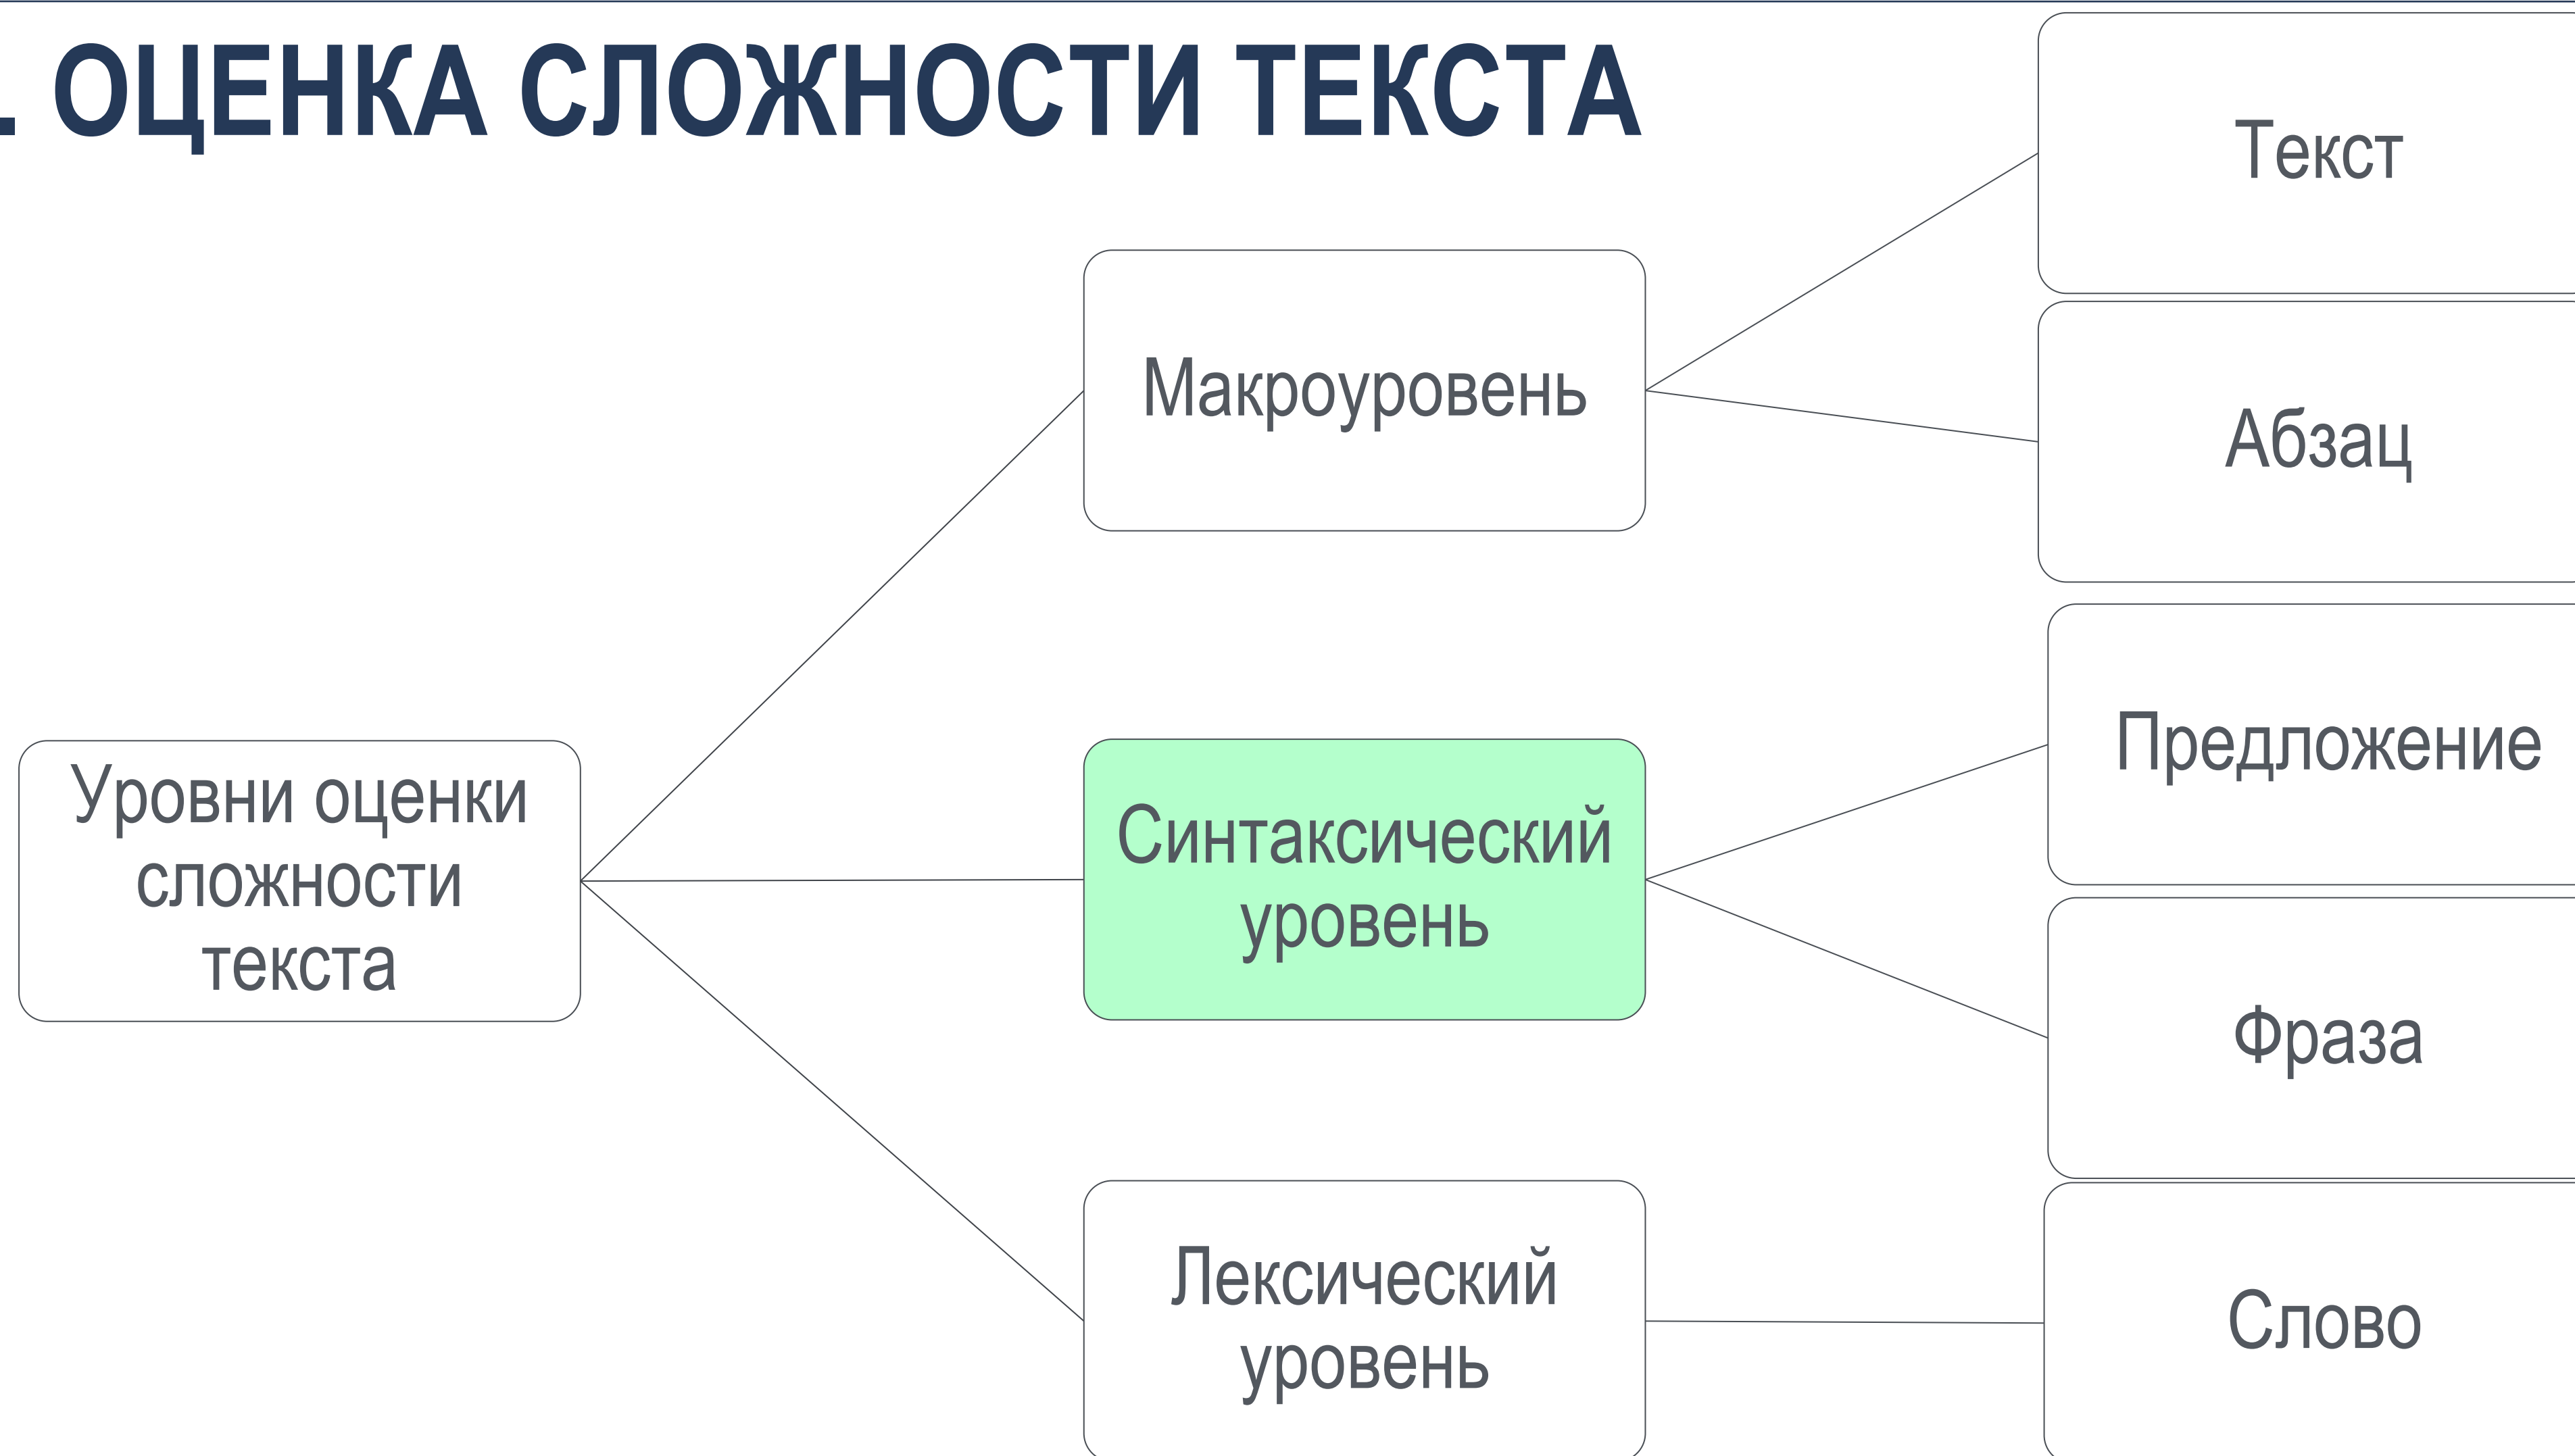 . ОЦЕНКА СЛОЖНОСТИ ТЕКСТА
Текст
Макроуровень
Абзац
Уровни оценки
сложности
текста
Синтаксический
уровень
Предложение
Фраза
Лексический
уровень
Слово